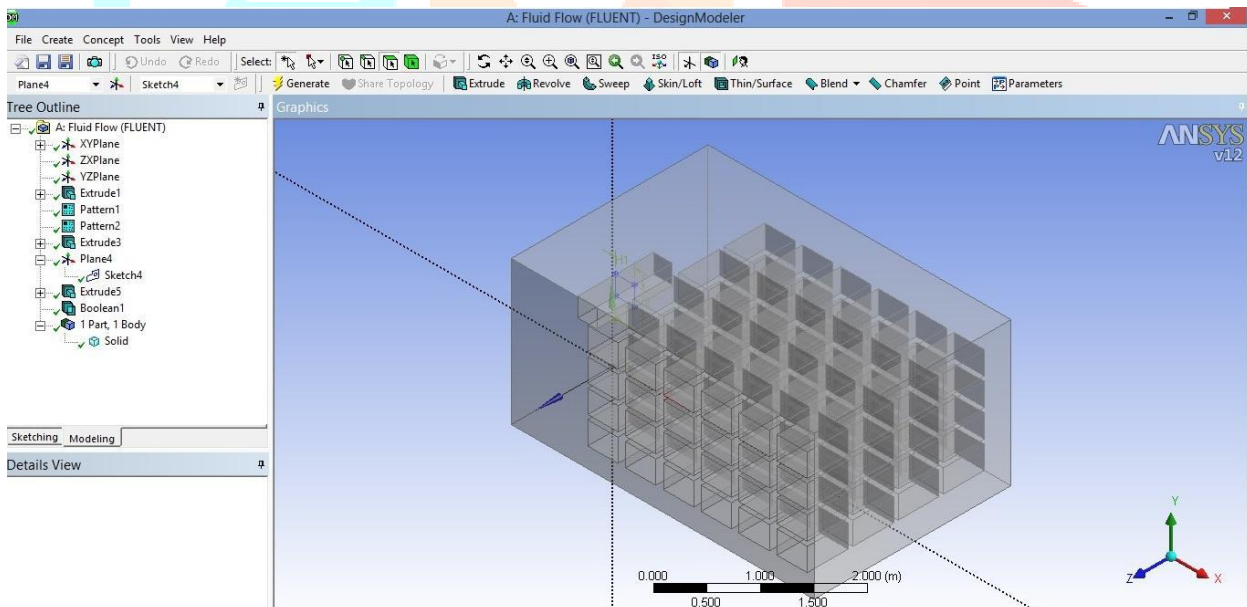 A: Fluid Flow (FLUENT) - DesignModeler
File Create Concept Tools View Help
Undo Redo Select:
Plane4 Sketch4 Generate Share Topology Extrude Revolve Sweep Skin/Loft Thin/Surface Blend Chamfer Point Parameters
Tree Outline
Graphics
A: Fluid Flow (FLUENT)
XYPlane
ZXPlane
YZPlane
Extrude1
Pattern1
Pattern2
Extrude3
Plane4
Sketch4
Extrude5
Boolean1
1 Part, 1 Body
Solid
Sketching Modeling
Details View
ANSYS
v12
H1
0.000 1.000 2.000 (m)
0.500 1.500
Y
Z X